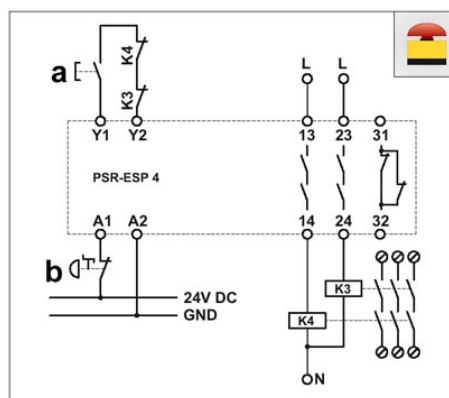 K4
a
K3
L L
Y1 Y2 13 23 31
PSR-ESP 4
A1 A2 14 24 32
b
K3
24V DC
K4
GND
N